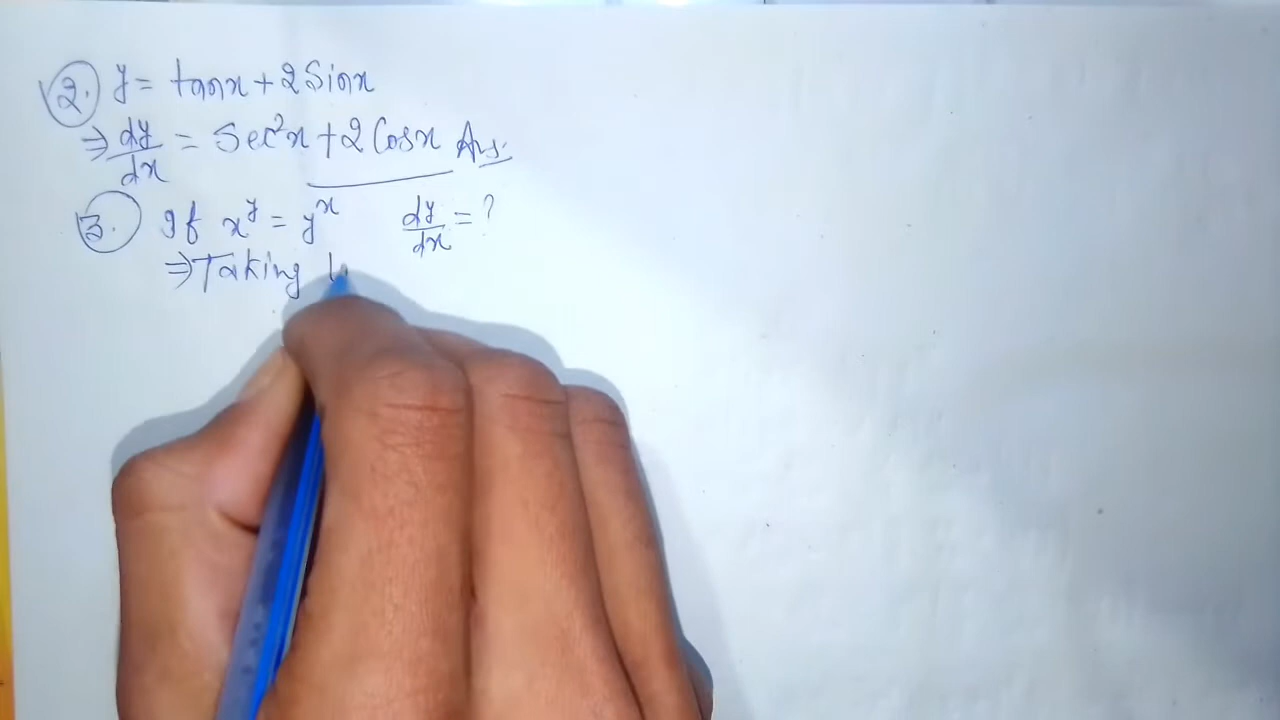 2. y = tanx + 2 Sinx
⇒ dy/dx = Sec²x + 2 Cosx Ans.
3. If x^y = y^x dy/dx = ?
⇒ Taking